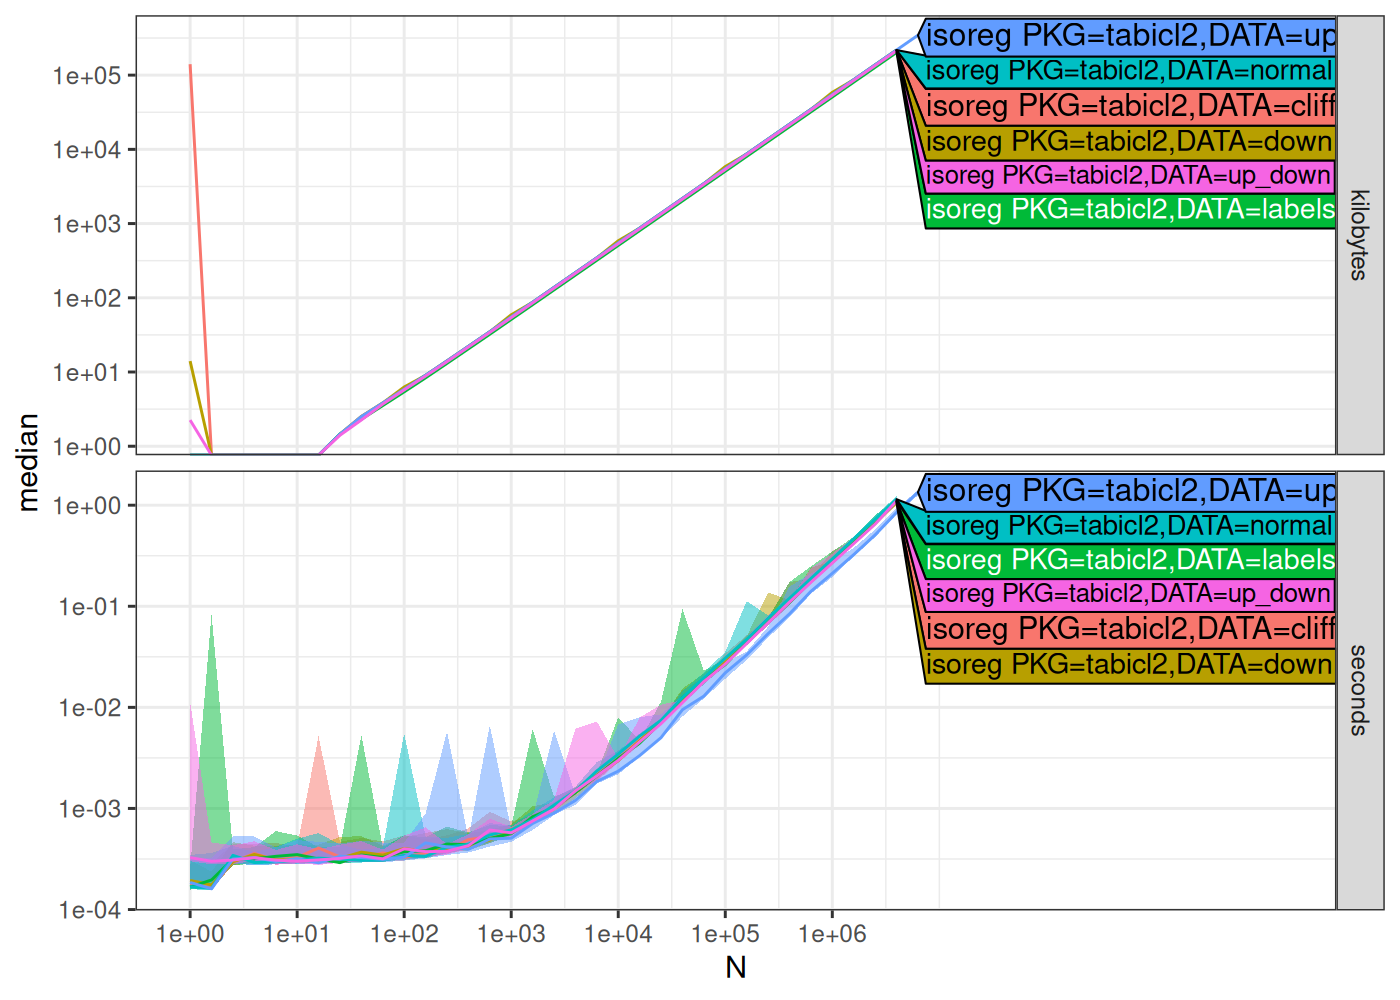 median
1e+05
1e+04
1e+03
1e+02
1e+01
1e+00
isoreg PKG=tabicl2,DATA=up
isoreg PKG=tabicl2,DATA=normal
isoreg PKG=tabicl2,DATA=cliff
isoreg PKG=tabicl2,DATA=down
isoreg PKG=tabicl2,DATA=up_down
isoreg PKG=tabicl2,DATA=labels
kilobytes
1e+00
1e-01
1e-02
1e-03
1e-04
isoreg PKG=tabicl2,DATA=up
isoreg PKG=tabicl2,DATA=normal
isoreg PKG=tabicl2,DATA=labels
isoreg PKG=tabicl2,DATA=up_down
isoreg PKG=tabicl2,DATA=cliff
isoreg PKG=tabicl2,DATA=down
seconds
1e+00 1e+01 1e+02 1e+03 1e+04 1e+05 1e+06
N